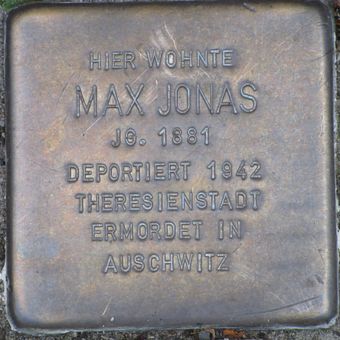 HIER WOHNTE
MAX JONAS
JG. 1881
DEPORTIERT 1942
THERESIENSTADT
ERMORDET IN
AUSCHWITZ